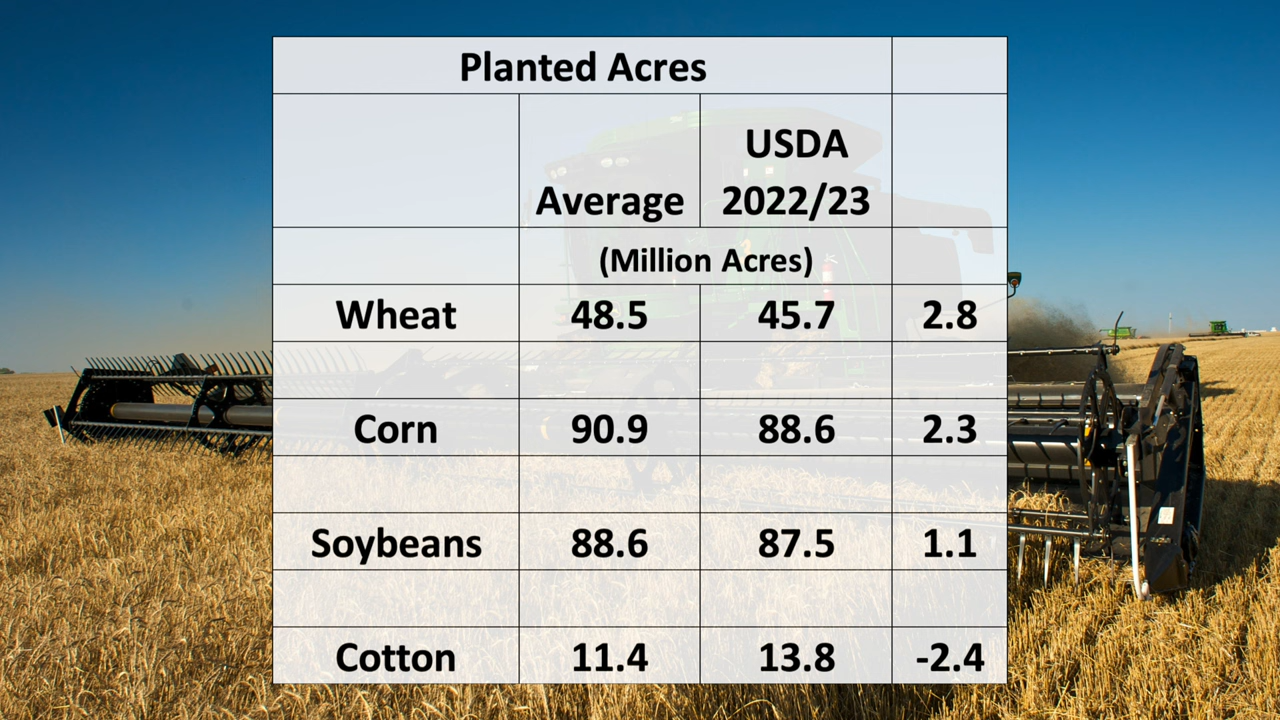 Planted Acres
USDA
Average 2022/23
(Million Acres)
Wheat 48.5 45.7 2.8
Corn 90.9 88.6 2.3
Soybeans 88.6 87.5 1.1
Cotton 11.4 13.8 -2.4